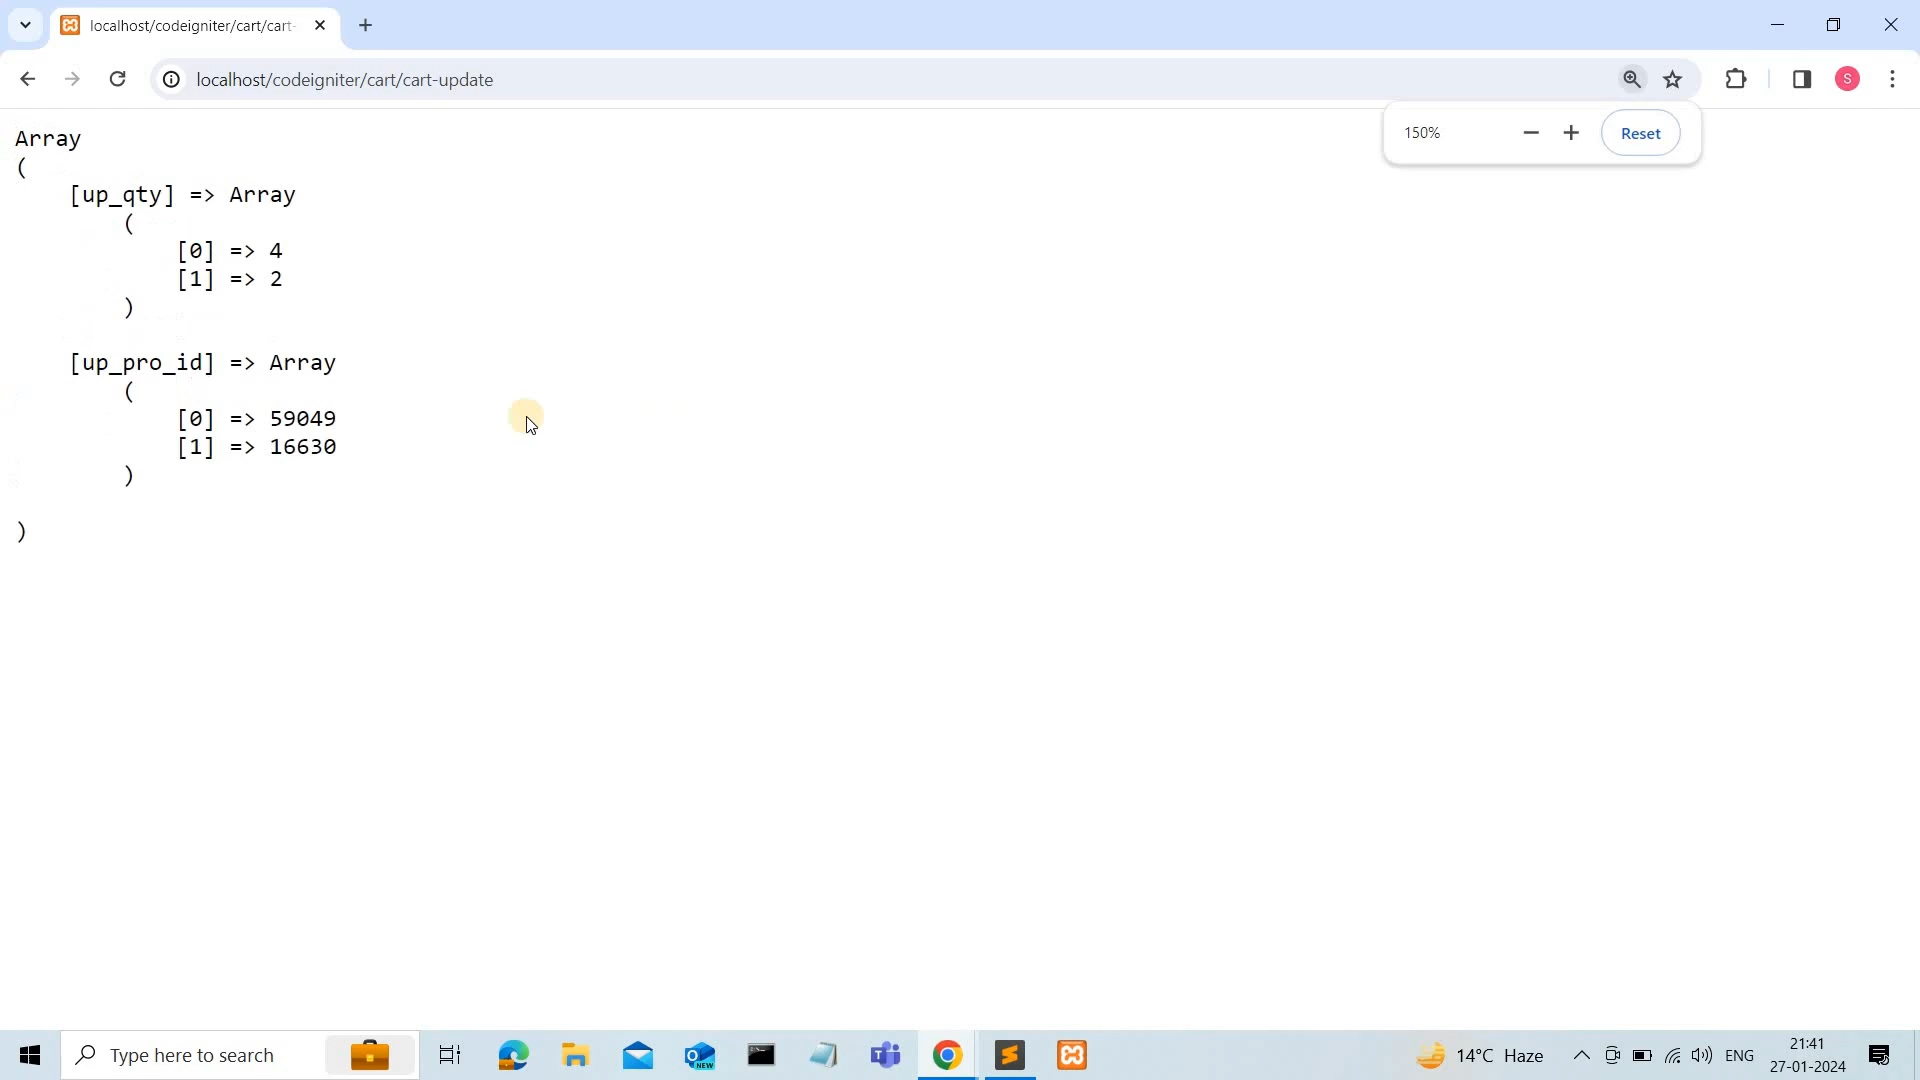 localhost/codeigniter/cart/cart-
localhost/codeigniter/cart/cart-update
S
150%
Reset
Array
(
[up_qty] => Array
(
[0] => 4
[1] => 2
)
[up_pro_id] => Array
(
[0] => 59049
[1] => 16630
)
)
Type here to search
NEW
14°C Haze
ENG
21:41
27-01-2024